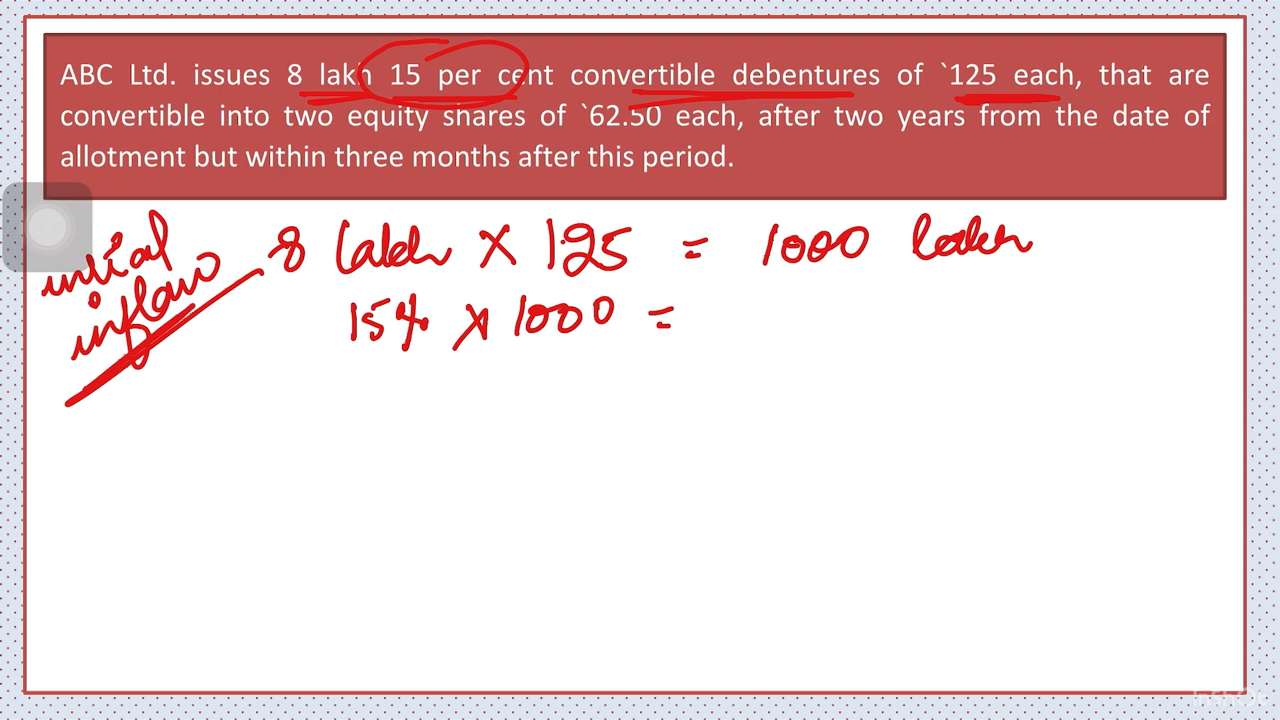 ABC Ltd. issues 8 lakh 15 per cent convertible debentures of `125 each, that are
convertible into two equity shares of `62.50 each, after two years from the date of
allotment but within three months after this period.
initial
inflow
8 lakh X 125 = 1000 lakh
15% X 1000 =